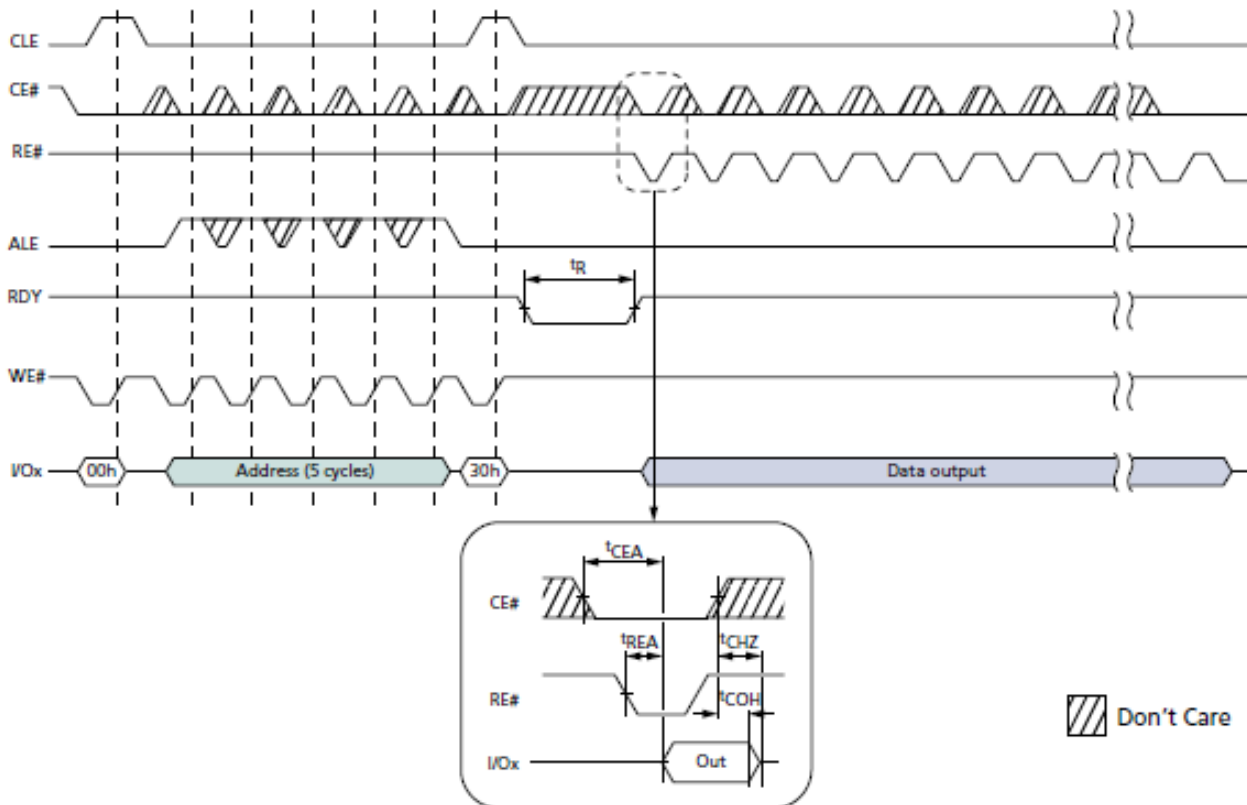 CLE
CE#
RE#
ALE
tR
RDY
WE#
I/Ox 00h Address (5 cycles) 30h Data output
tCEA
CE#
tREA tCHZ
RE# tCOH
Don't Care
I/Ox Out